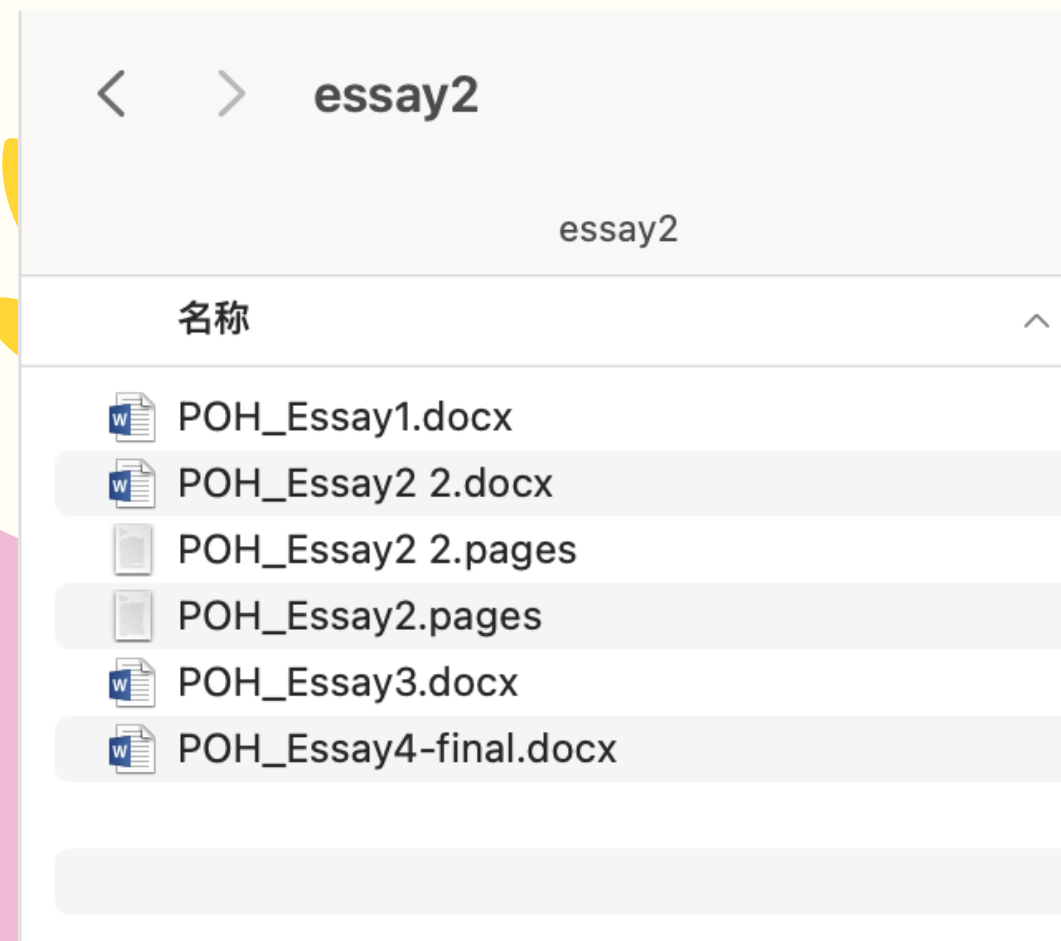 essay2
essay2
名称
POH_Essay1.docx
POH_Essay2 2.docx
POH_Essay2 2.pages
POH_Essay2.pages
POH_Essay3.docx
POH_Essay4-final.docx